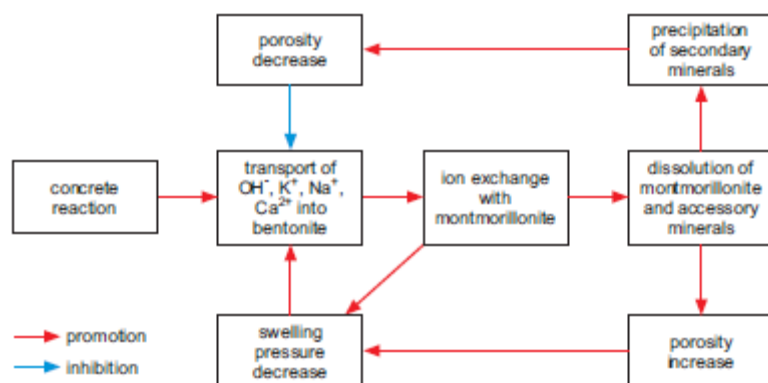 porosity
decrease
precipitation
of secondary
minerals
concrete
reaction
transport of
OH⁻, K⁺, Na⁺,
Ca²⁺ into
bentonite
ion exchange
with
montmorillonite
dissolution of
montmorillonite
and accessory
minerals
promotion
inhibition
swelling
pressure
decrease
porosity
increase